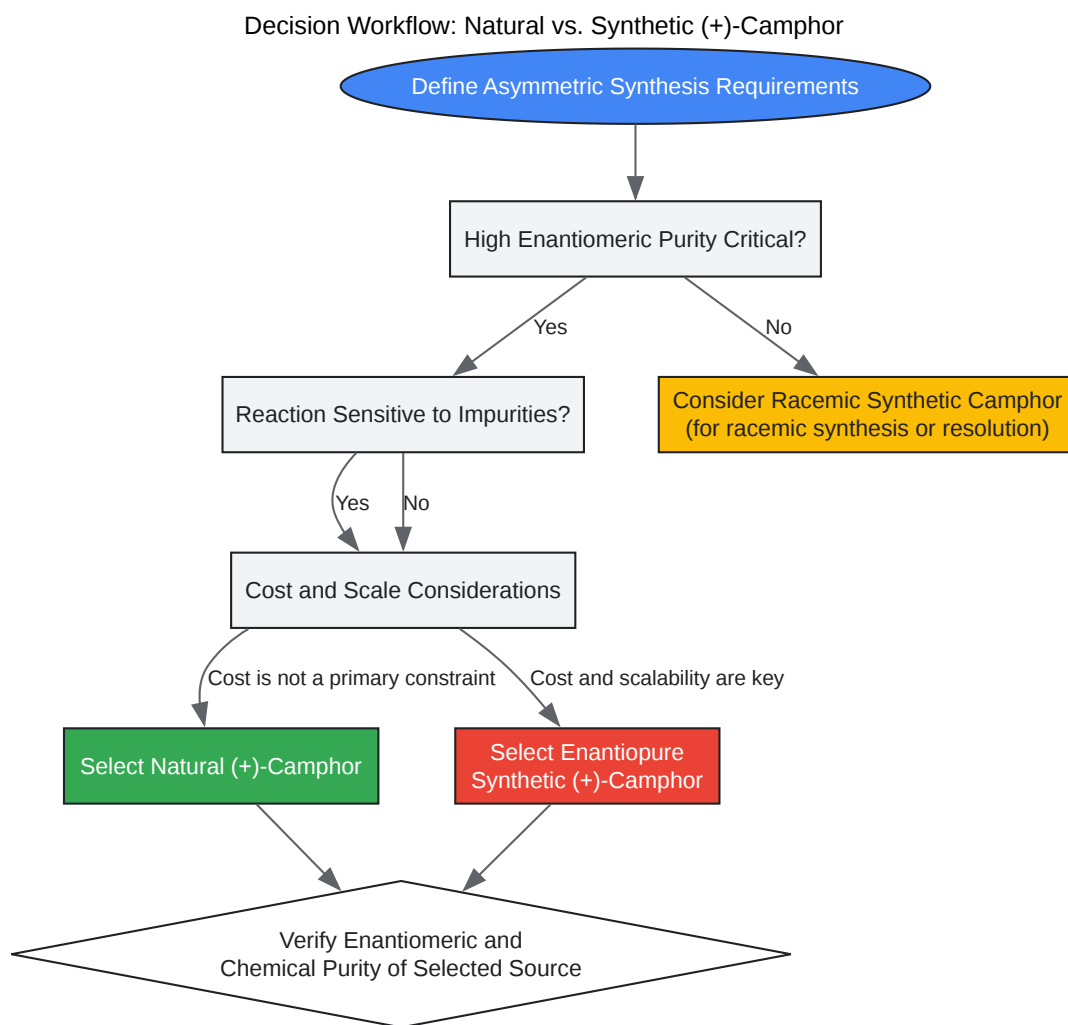 Decision Workflow: Natural vs. Synthetic (+)-Camphor
Define Asymmetric Synthesis Requirements
High Enantiomeric Purity Critical?
Yes
No
Reaction Sensitive to Impurities?
Consider Racemic Synthetic Camphor
(for racemic synthesis or resolution)
Yes
No
Cost and Scale Considerations
Cost is not a primary constraint
Cost and scalability are key
Select Natural (+)-Camphor
Select Enantiopure
Synthetic (+)-Camphor
Verify Enantiomeric and
Chemical Purity of Selected Source